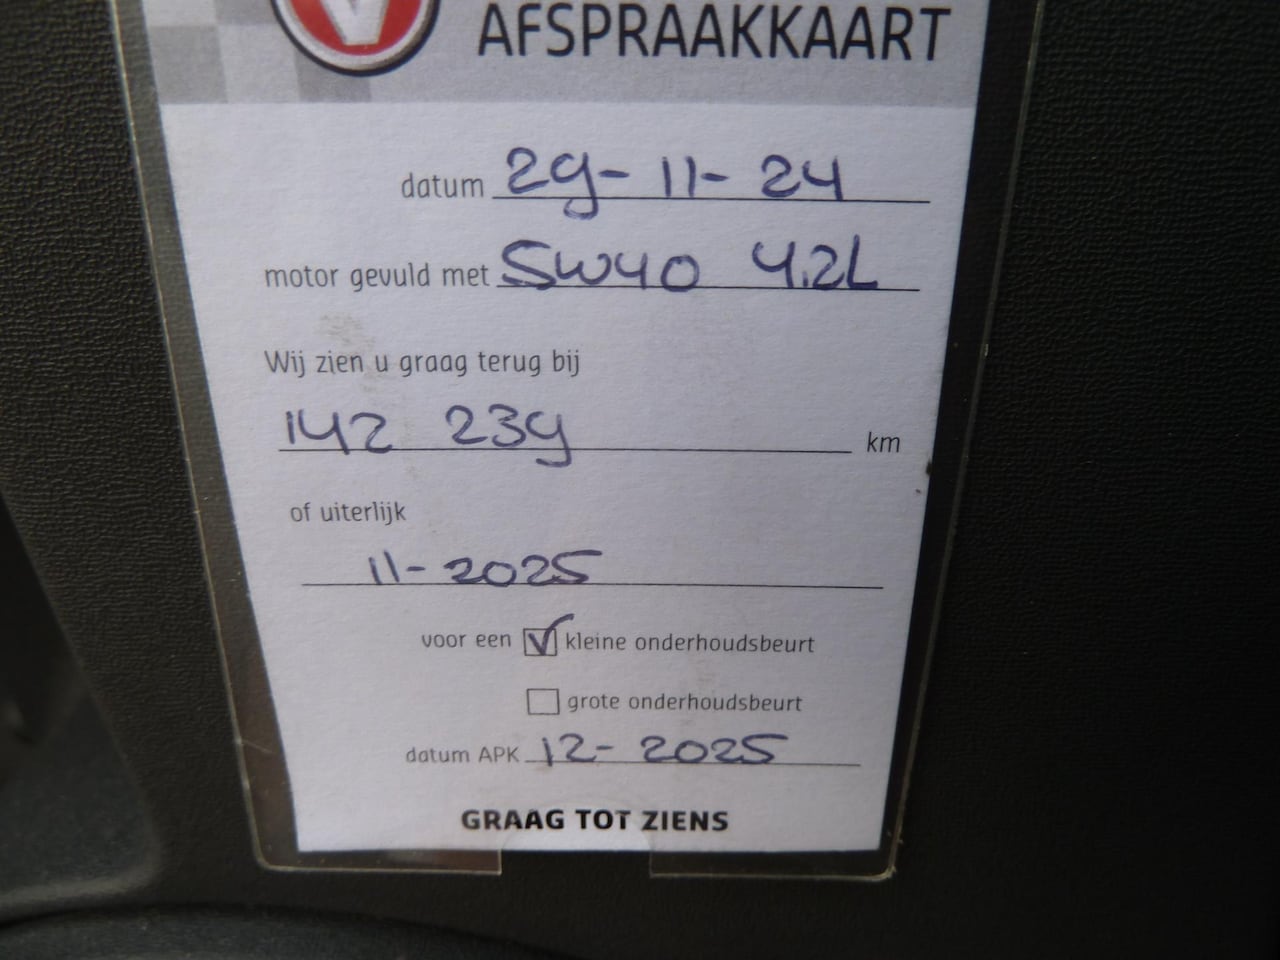 V
AFSPRAAKKAART
datum 29-11-24
motor gevuld met 5W40 4.2L
Wij zien u graag terug bij
142 239 km
of uiterlijk
11-2025
voor een kleine onderhoudsbeurt
grote onderhoudsbeurt
datum APK 12-2025
GRAAG TOT ZIENS